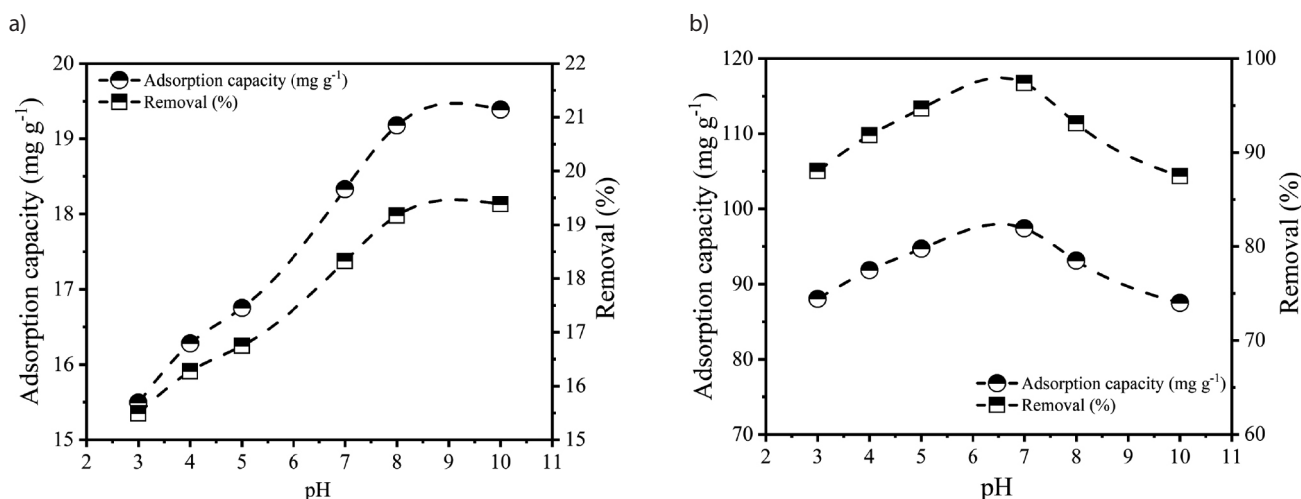 a)
20
19
18
17
16
15
Adsorption capacity (mg g⁻¹)
Adsorption capacity (mg g⁻¹)
Removal (%)
22
21
20
19
18
17
16
15
Removal (%)
2 3 4 5 6 7 8 9 10 11
pH
b)
120
110
100
90
80
70
Adsorption capacity (mg g⁻¹)
Adsorption capacity (mg g⁻¹)
Removal (%)
100
90
80
70
60
Removal (%)
2 3 4 5 6 7 8 9 10 11
pH